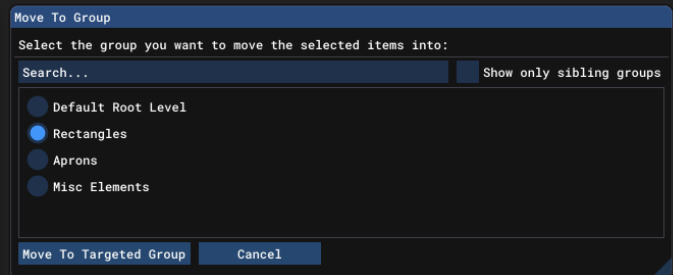 Move To Group
Select the group you want to move the selected items into:
Search... Show only sibling groups
Default Root Level
Rectangles
Aprons
Misc Elements
Move To Targeted Group Cancel